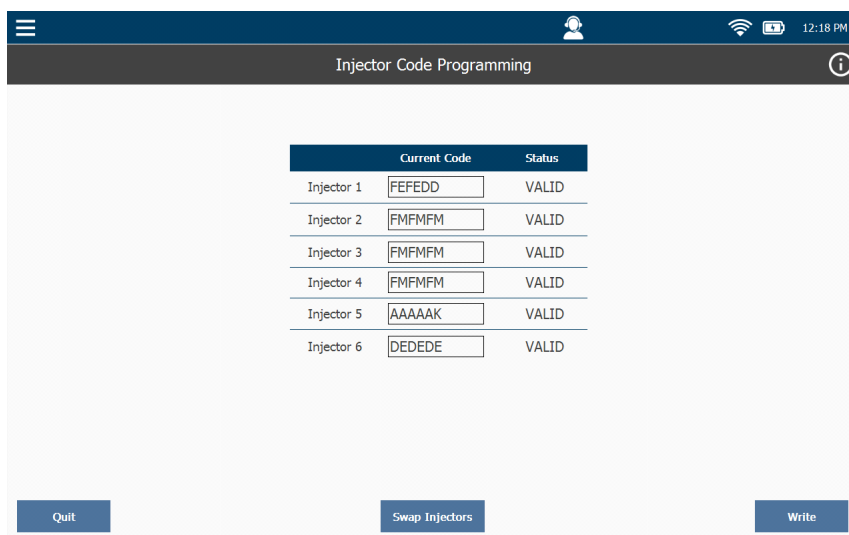 12:18 PM
Injector Code Programming
Current Code Status
Injector 1 FEFEDD VALID
Injector 2 FMFMFM VALID
Injector 3 FMFMFM VALID
Injector 4 FMFMFM VALID
Injector 5 AAAAAK VALID
Injector 6 DEDEDE VALID
Quit Swap Injectors Write